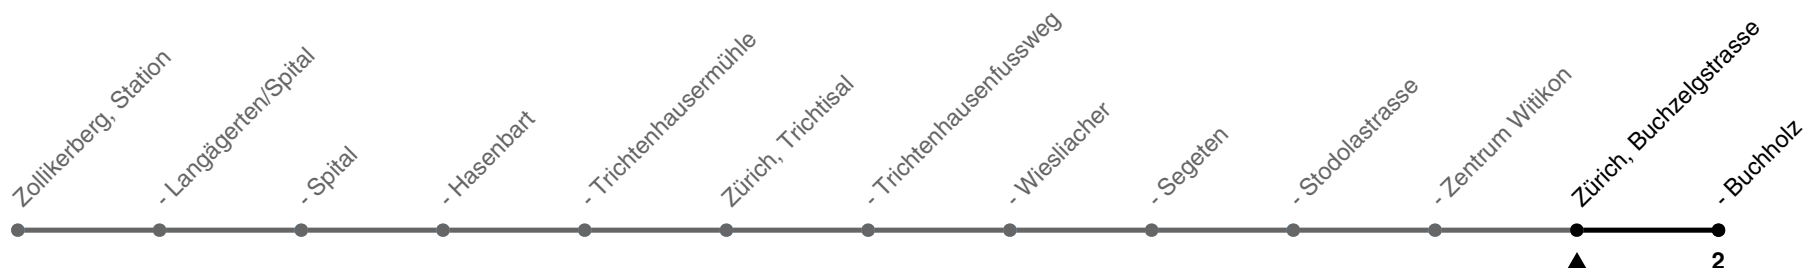 Zollikerberg, Station
- Langägerten/Spital
- Spital
- Hasenbart
- Trichtenhausermühle
Zürich, Trichtisal
- Trichtenhausenfussweg
- Wiesliacher
- Segeten
- Stodolastrasse
- Zentrum Witikon
Zürich, Buchzelgstrasse
- Buchholz
2